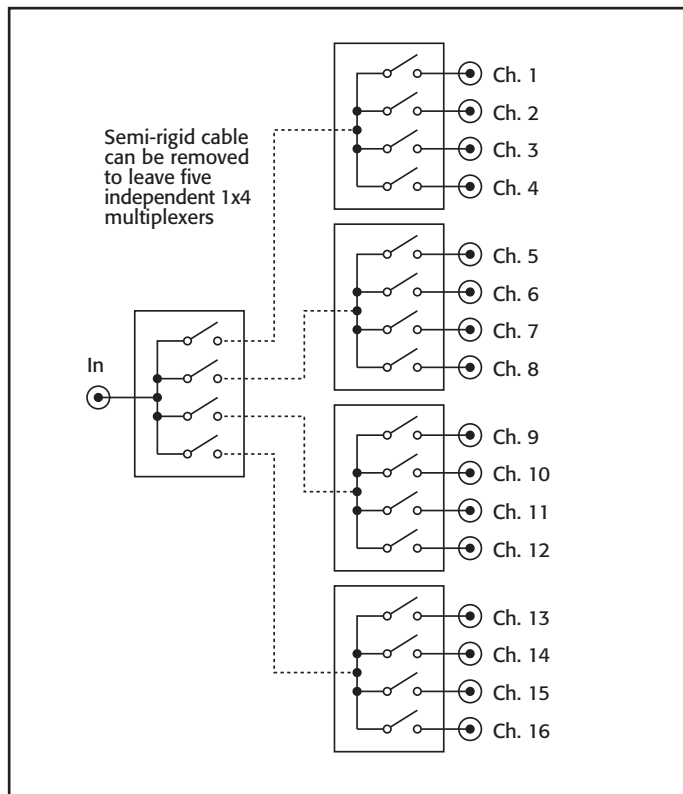 Semi-rigid cable
can be removed
to leave five
independent 1x4
multiplexers
In
Ch. 1
Ch. 2
Ch. 3
Ch. 4
Ch. 5
Ch. 6
Ch. 7
Ch. 8
Ch. 9
Ch. 10
Ch. 11
Ch. 12
Ch. 13
Ch. 14
Ch. 15
Ch. 16